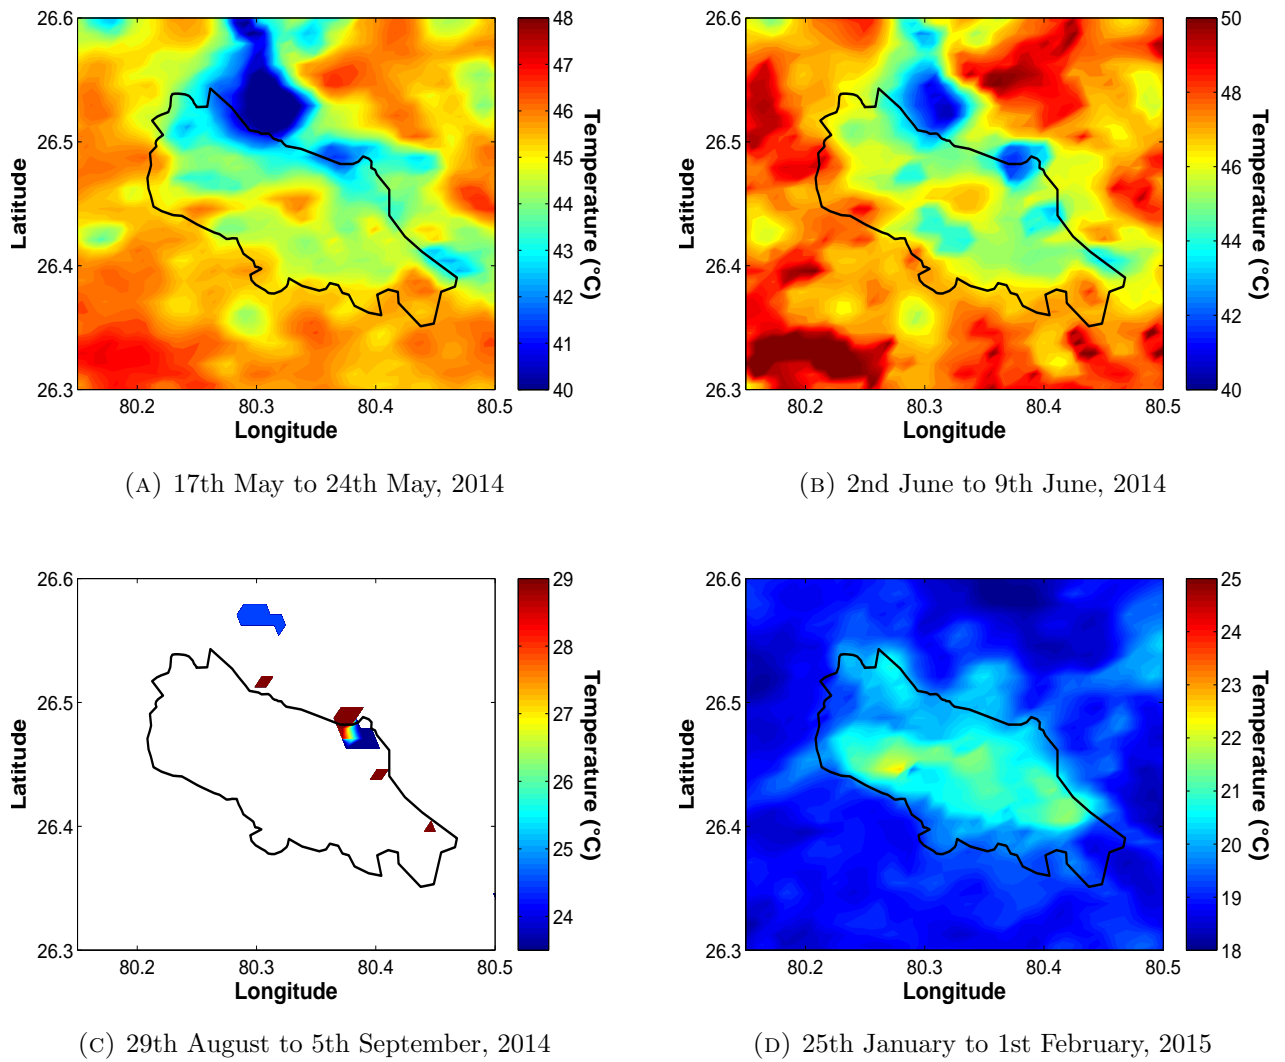 26.6
26.5
26.4
26.3
Latitude
80.2 80.3 80.4 80.5
Longitude
48
47
46
45
44
43
42
41
40
Temperature (°C)
(A) 17th May to 24th May, 2014
26.6
26.5
26.4
26.3
Latitude
80.2 80.3 80.4 80.5
Longitude
50
48
46
44
42
40
Temperature (°C)
(B) 2nd June to 9th June, 2014
26.6
26.5
26.4
26.3
Latitude
80.2 80.3 80.4 80.5
Longitude
29
28
27
26
25
24
Temperature (°C)
(C) 29th August to 5th September, 2014
26.6
26.5
26.4
26.3
Latitude
80.2 80.3 80.4 80.5
Longitude
25
24
23
22
21
20
19
18
Temperature (°C)
(D) 25th January to 1st February, 2015